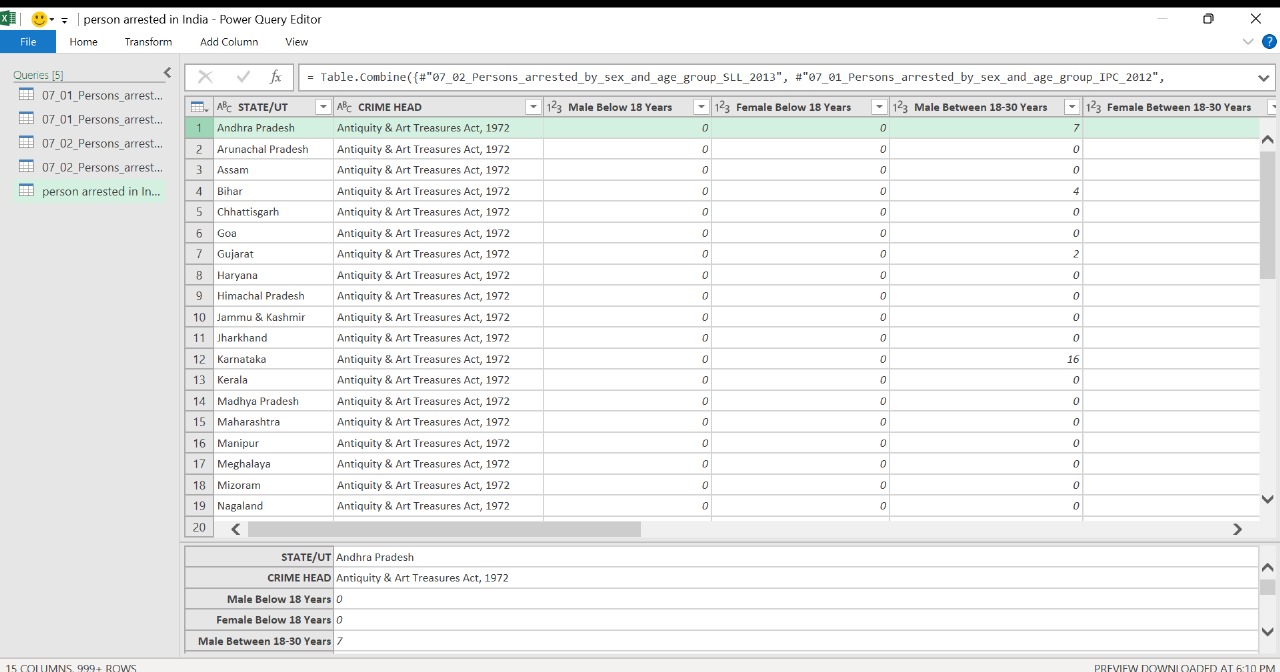 person arrested in India - Power Query Editor
File Home Transform Add Column View
Queries [5]
07_01_Persons_arrest...
07_01_Persons_arrest...
07_02_Persons_arrest...
07_02_Persons_arrest...
person arrested in In...
fx = Table.Combine({#"07_02_Persons_arrested_by_sex_and_age_group_SLL_2013", #"07_01_Persons_arrested_by_sex_and_age_group_IPC_2012",
ABC STATE/UT ABC CRIME HEAD 123 Male Below 18 Years 123 Female Below 18 Years 123 Male Between 18-30 Years 123 Female Between 18-30 Years
1 Andhra Pradesh Antiquity & Art Treasures Act, 1972 0 0 7
2 Arunachal Pradesh Antiquity & Art Treasures Act, 1972 0 0 0
3 Assam Antiquity & Art Treasures Act, 1972 0 0 0
4 Bihar Antiquity & Art Treasures Act, 1972 0 0 4
5 Chhattisgarh Antiquity & Art Treasures Act, 1972 0 0 0
6 Goa Antiquity & Art Treasures Act, 1972 0 0 0
7 Gujarat Antiquity & Art Treasures Act, 1972 0 0 2
8 Haryana Antiquity & Art Treasures Act, 1972 0 0 0
9 Himachal Pradesh Antiquity & Art Treasures Act, 1972 0 0 0
10 Jammu & Kashmir Antiquity & Art Treasures Act, 1972 0 0 0
11 Jharkhand Antiquity & Art Treasures Act, 1972 0 0 0
12 Karnataka Antiquity & Art Treasures Act, 1972 0 0 16
13 Kerala Antiquity & Art Treasures Act, 1972 0 0 0
14 Madhya Pradesh Antiquity & Art Treasures Act, 1972 0 0 0
15 Maharashtra Antiquity & Art Treasures Act, 1972 0 0 0
16 Manipur Antiquity & Art Treasures Act, 1972 0 0 0
17 Meghalaya Antiquity & Art Treasures Act, 1972 0 0 0
18 Mizoram Antiquity & Art Treasures Act, 1972 0 0 0
19 Nagaland Antiquity & Art Treasures Act, 1972 0 0 0
20
STATE/UT Andhra Pradesh
CRIME HEAD Antiquity & Art Treasures Act, 1972
Male Below 18 Years 0
Female Below 18 Years 0
Male Between 18-30 Years 7
15 COLUMNS, 999+ ROWS PREVIEW DOWNLOADED AT 6:10 PM